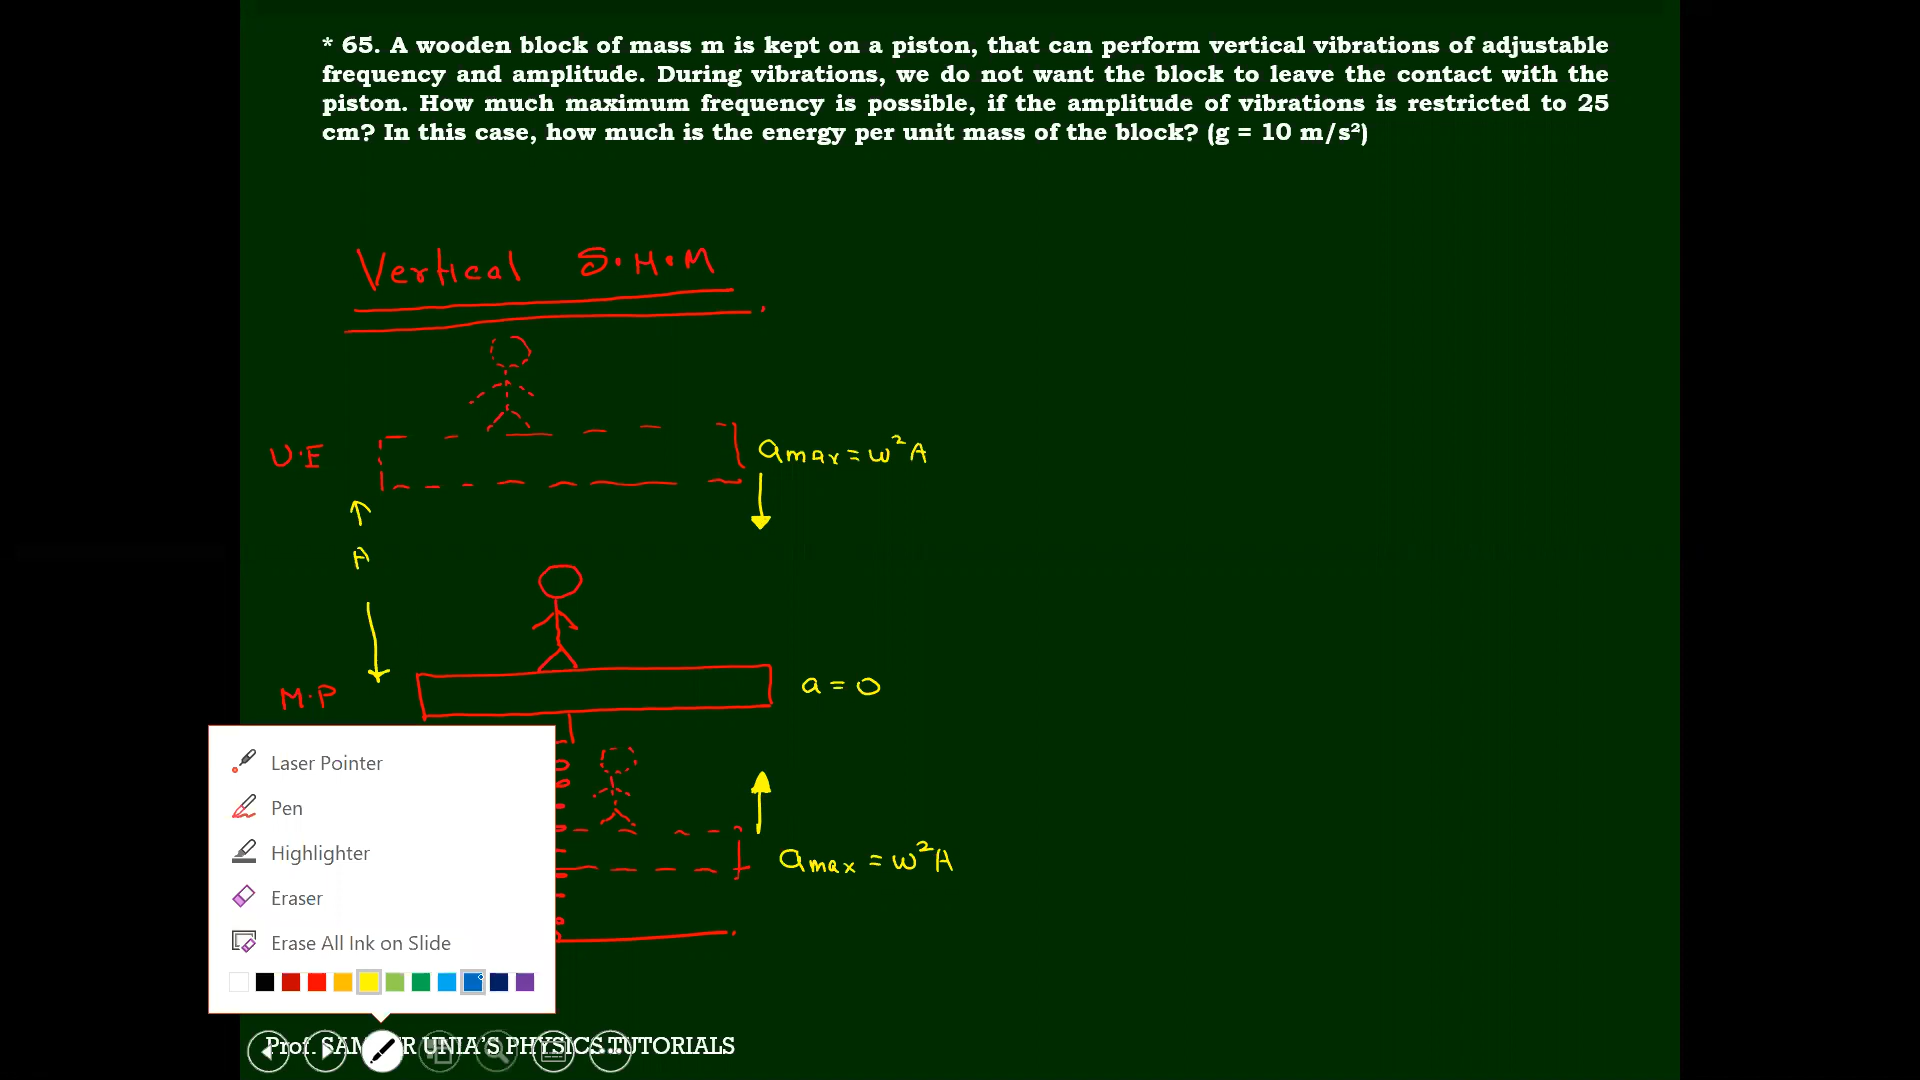 * 65. A wooden block of mass m is kept on a piston, that can perform vertical vibrations of adjustable
frequency and amplitude. During vibrations, we do not want the block to leave the contact with the
piston. How much maximum frequency is possible, if the amplitude of vibrations is restricted to 25
cm? In this case, how much is the energy per unit mass of the block? (g = 10 m/s²)
Vertical S.H.M
U.E
amax = ω²A
A
M.P
a = 0
Laser Pointer
Pen
Highlighter
amax = ω²A
Eraser
Erase All Ink on Slide
Prof. UNIA'S PHYSICS TUTORIALS